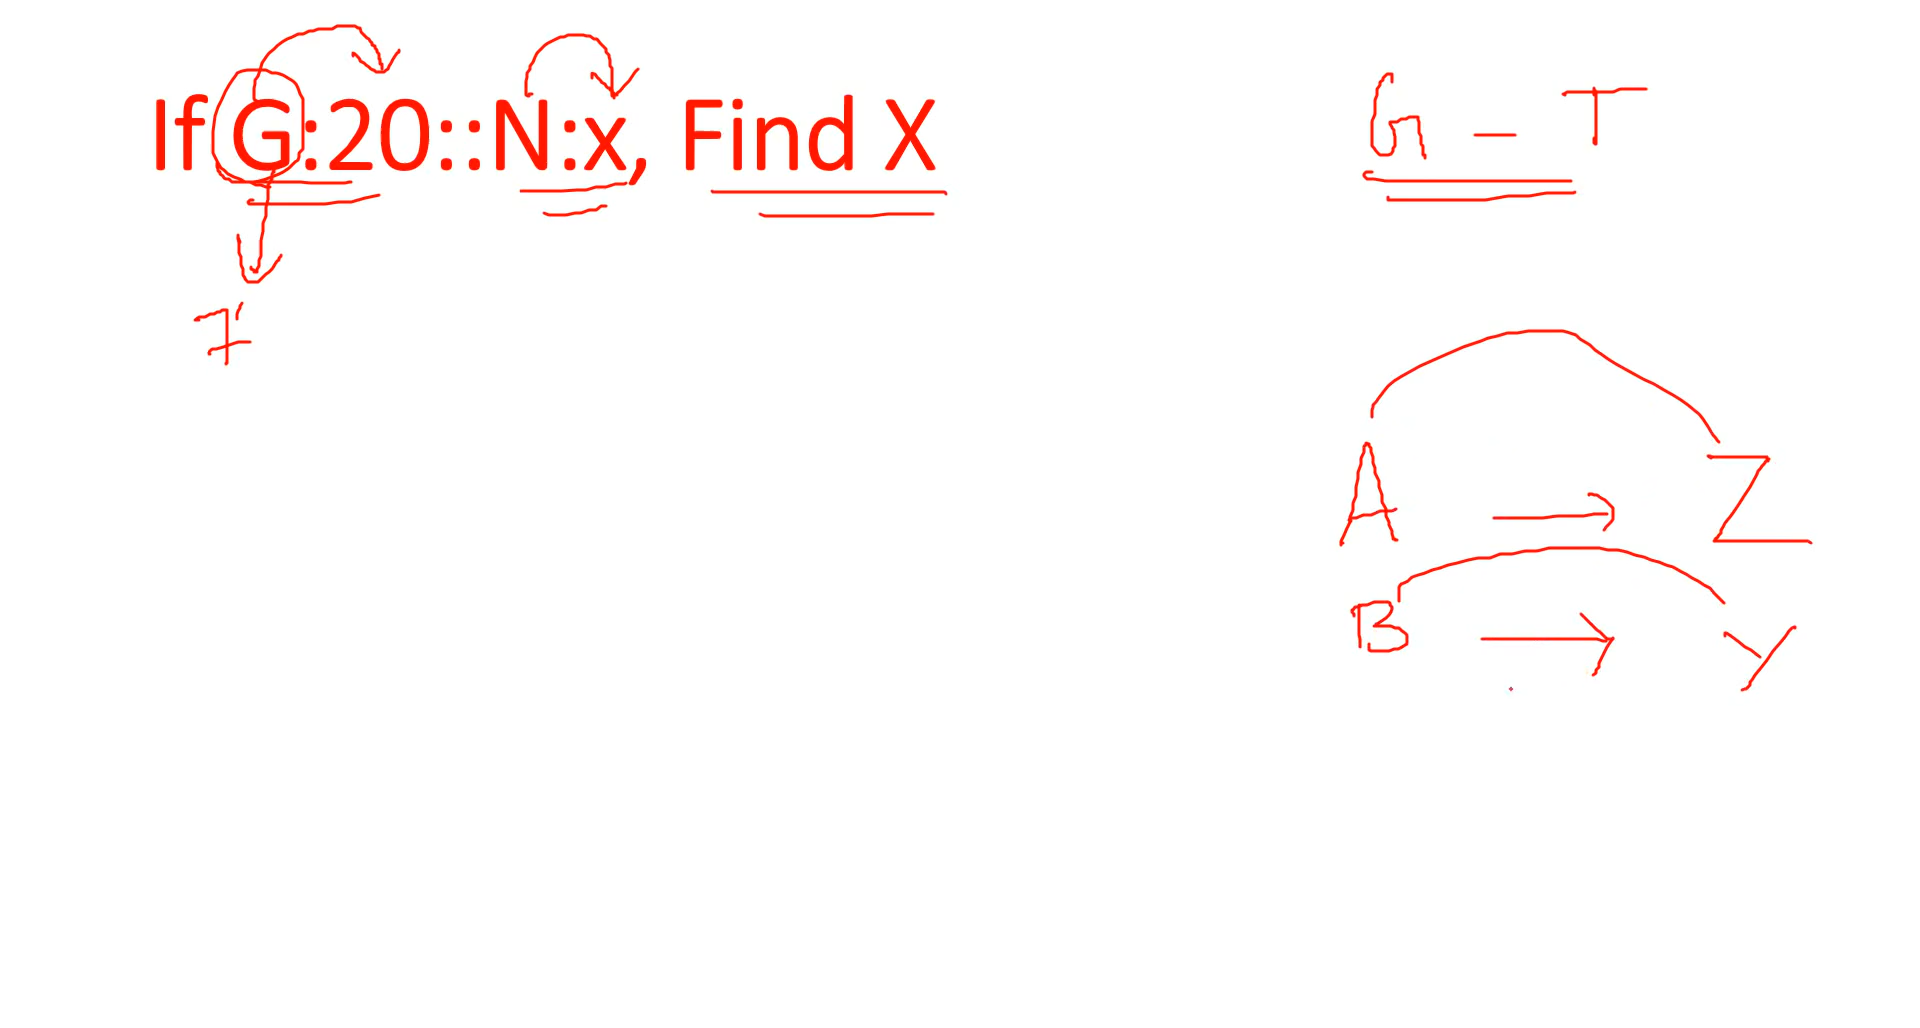 If G:20::N:x, Find X
G - T
7
A → Z
B → Y